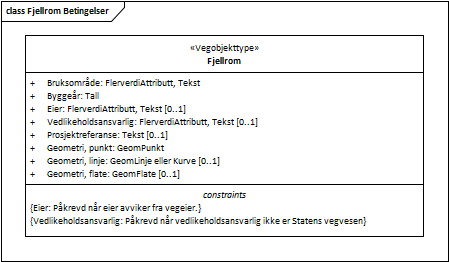 class Fjellrom Betingelser
«Vegobjekttype»
Fjellrom
+ Bruksområde: FlerverdiAttributt, Tekst
+ Byggeår: Tall
+ Eier: FlerverdiAttributt, Tekst [0..1]
+ Vedlikeholdsansvarlig: FlerverdiAttributt, Tekst [0..1]
+ Prosjektreferanse: Tekst [0..1]
+ Geometri, punkt: GeomPunkt
+ Geometri, linje: GeomLinje eller Kurve [0..1]
+ Geometri, flate: GeomFlate [0..1]
constraints
{Eier: Påkrevd når eier avviker fra vegeier.}
{Vedlikeholdsansvarlig: Påkrevd når vedlikeholdsansvarlig ikke er Statens vegvesen}